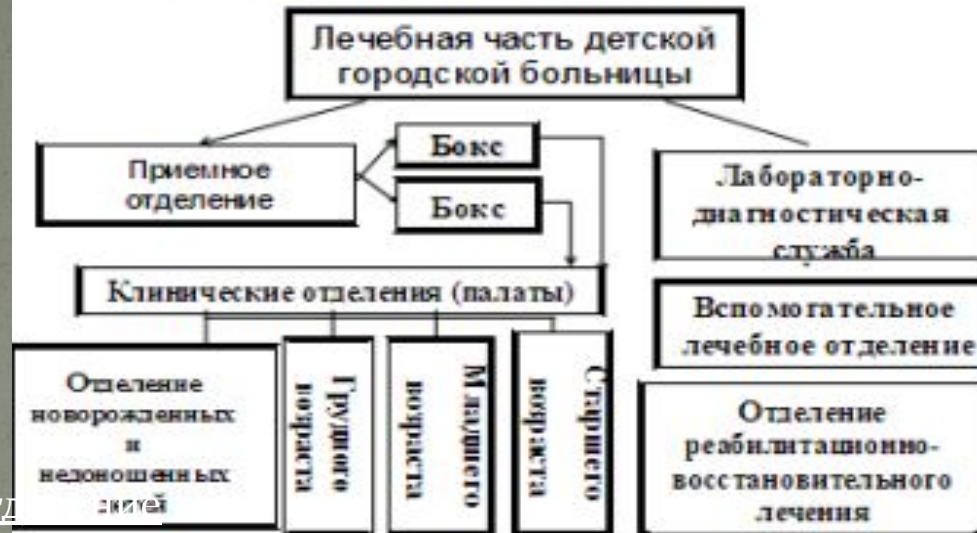 Лечебная часть детской
городской больницы
Приемное
отделение
Бокс
Бокс
Лабораторно-
диагностическая
служба
Клинические отделения (палаты)
Вспомогательное
лечебное отделение
Отделение
новорожденных
и
недоношенных
детей
Грудного
возраста
Младшего
возраста
Старшего
возраста
Отделение
реабилитационно-
восстановительного
лечения